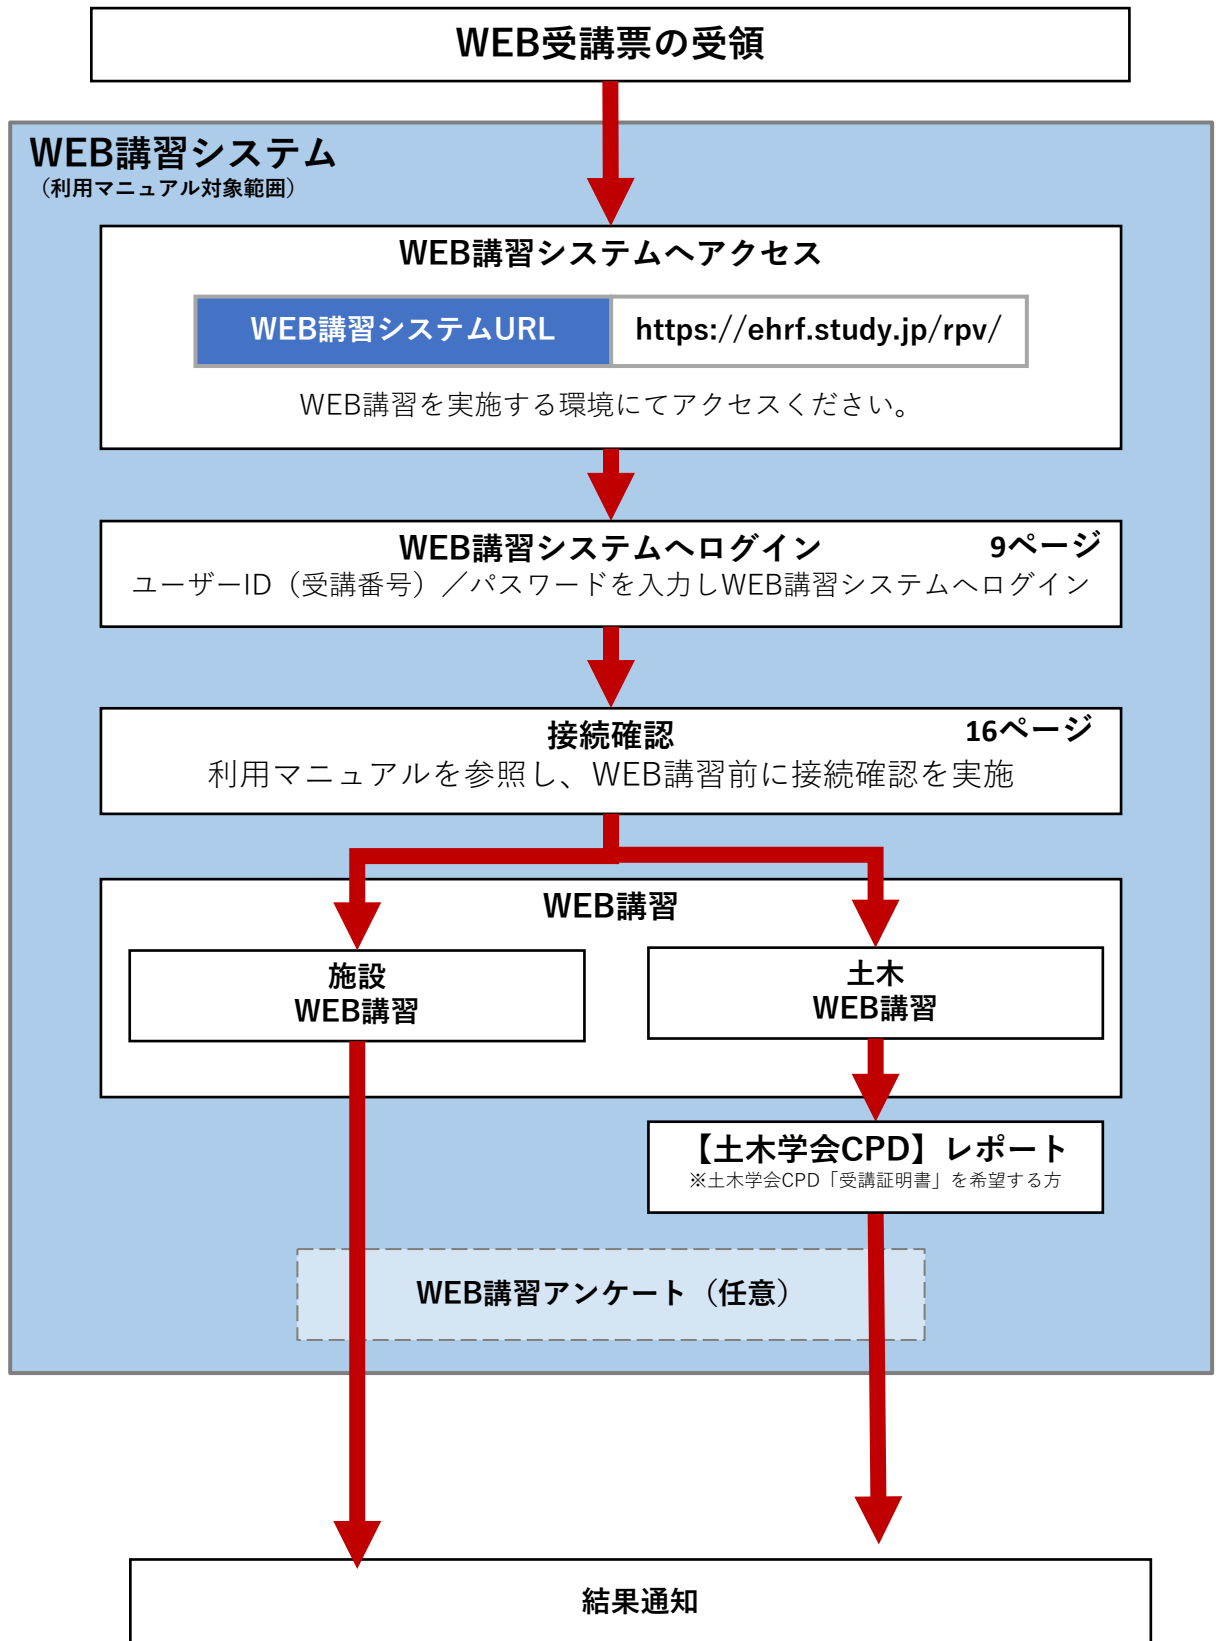 WEB受講票の受領
WEB講習システム
（利用マニュアル対象範囲）
WEB講習システムへアクセス
WEB講習システムURL
https://ehrf.study.jp/rpv/
WEB講習を実施する環境にてアクセスください。
WEB講習システムへログイン
9ページ
ユーザーID（受講番号）／パスワードを入力しWEB講習システムへログイン
接続確認
16ページ
利用マニュアルを参照し、WEB講習前に接続確認を実施
WEB講習
施設
WEB講習
土木
WEB講習
【土木学会CPD】レポート
※土木学会CPD「受講証明書」を希望する方
WEB講習アンケート（任意）
結果通知